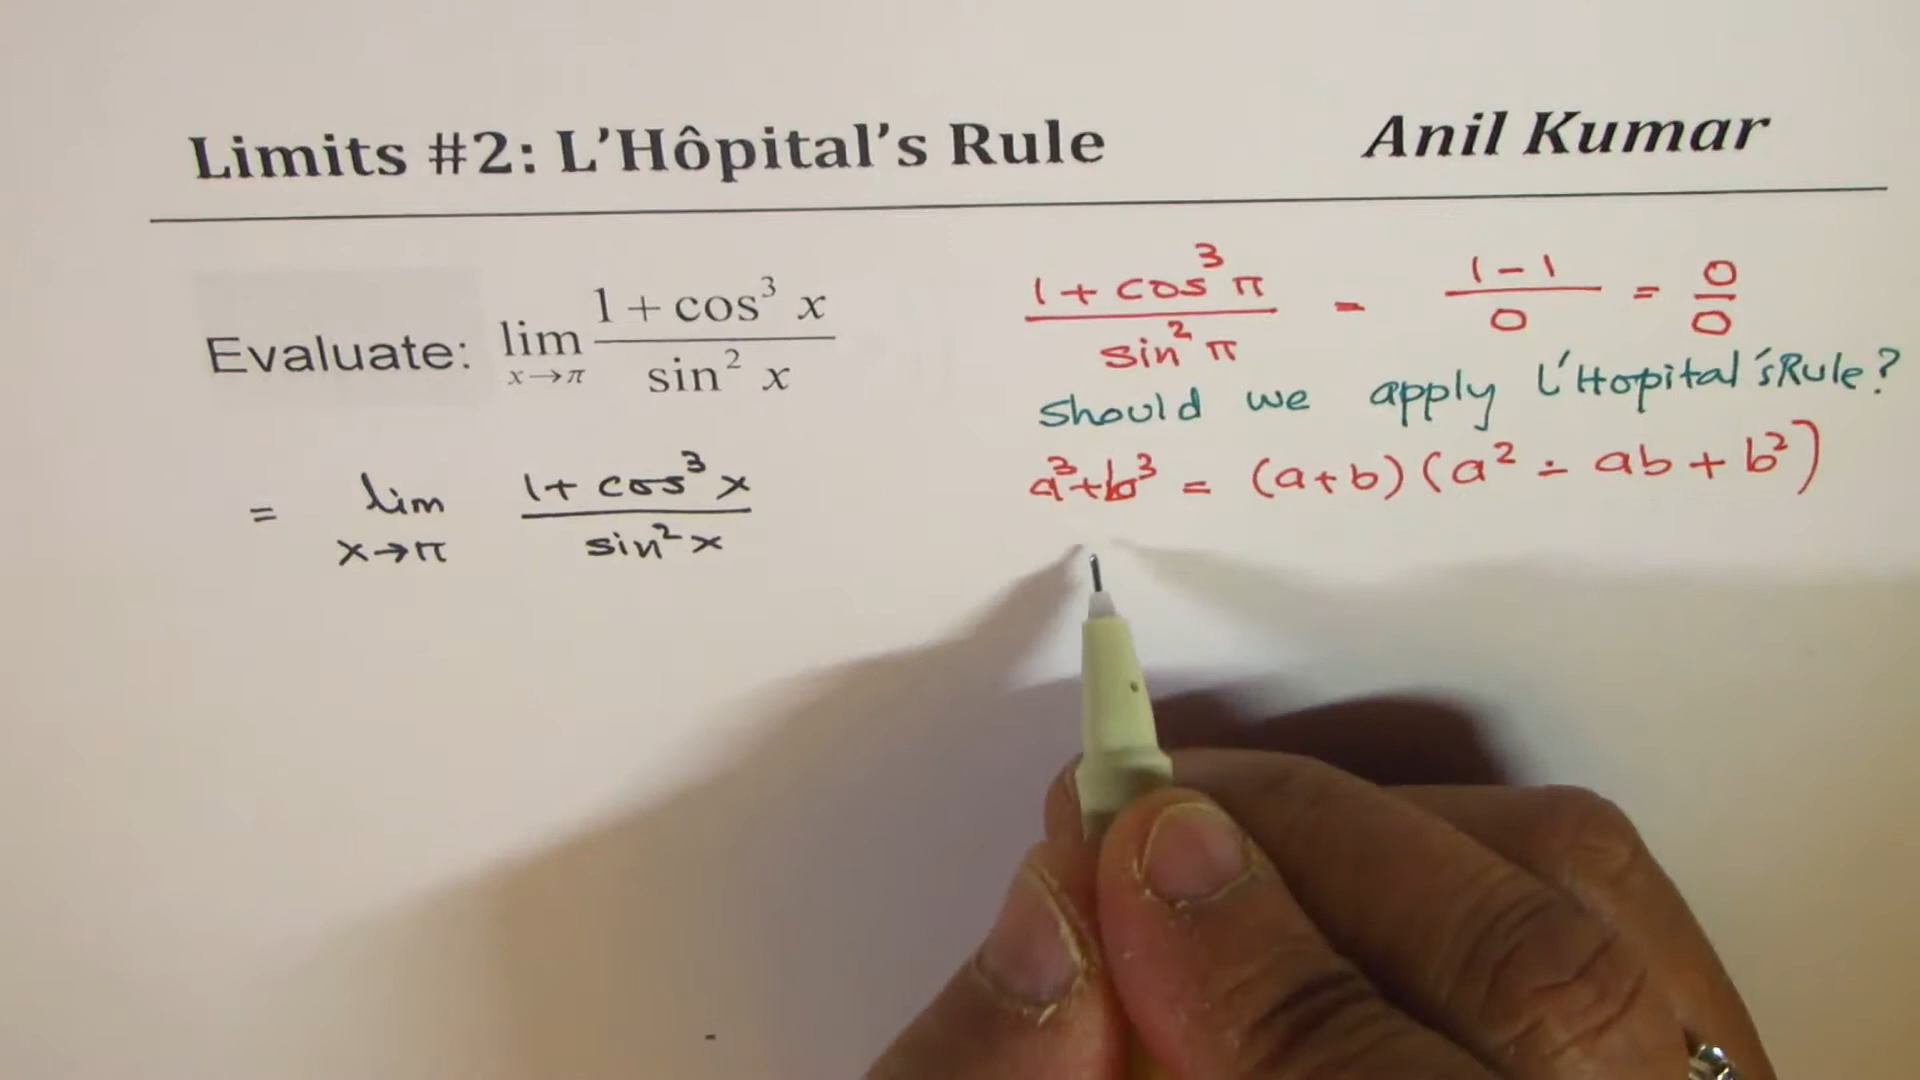 Limits #2: L'Hôpital's Rule
Anil Kumar
Evaluate: lim x→π (1 + cos³ x)/(sin² x)
= lim x→π (1 + cos³ x)/(sin² x)
(1 + cos³ π)/(sin² π) - (1 - 1)/0 = 0/0
Should we apply L'Hopital'sRule?
a³+b³ = (a+b)(a² - ab + b²)